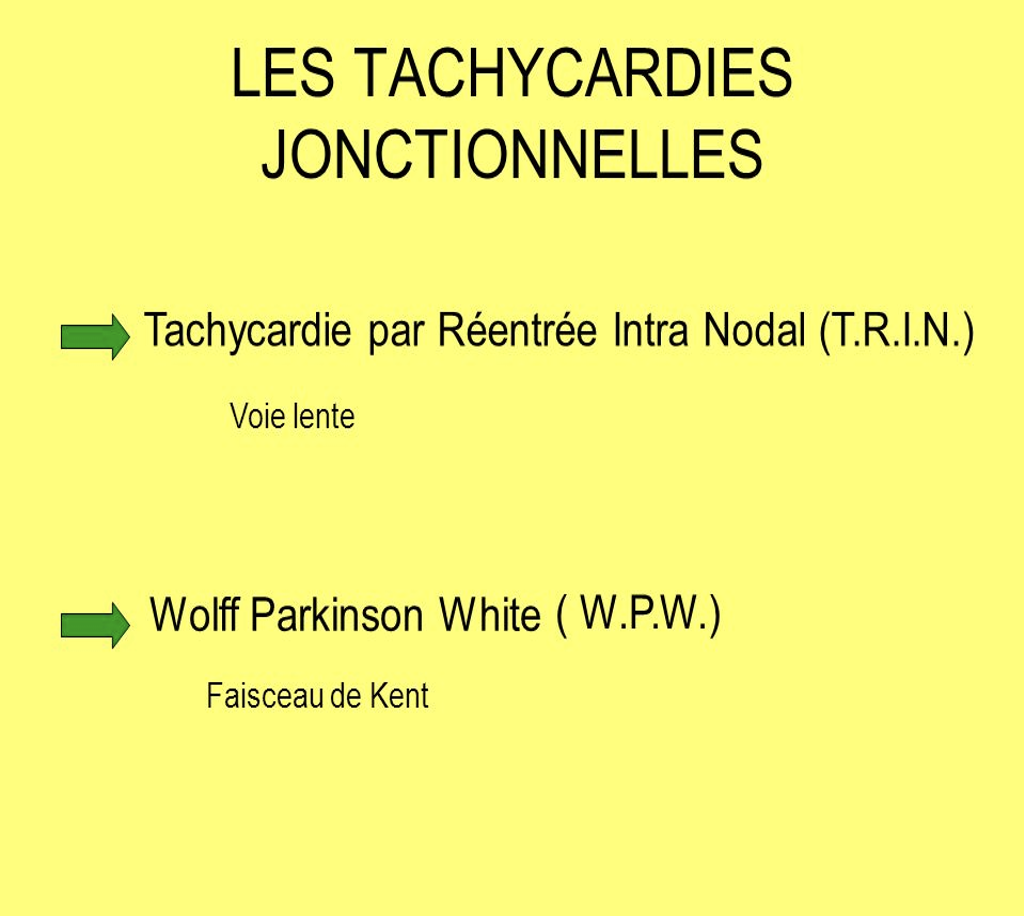 LES TACHYCARDIES
JONCTIONNELLES
Tachycardie par Réentrée Intra Nodal (T.R.I.N.)
Voie lente
Wolff Parkinson White ( W.P.W.)
Faisceau de Kent